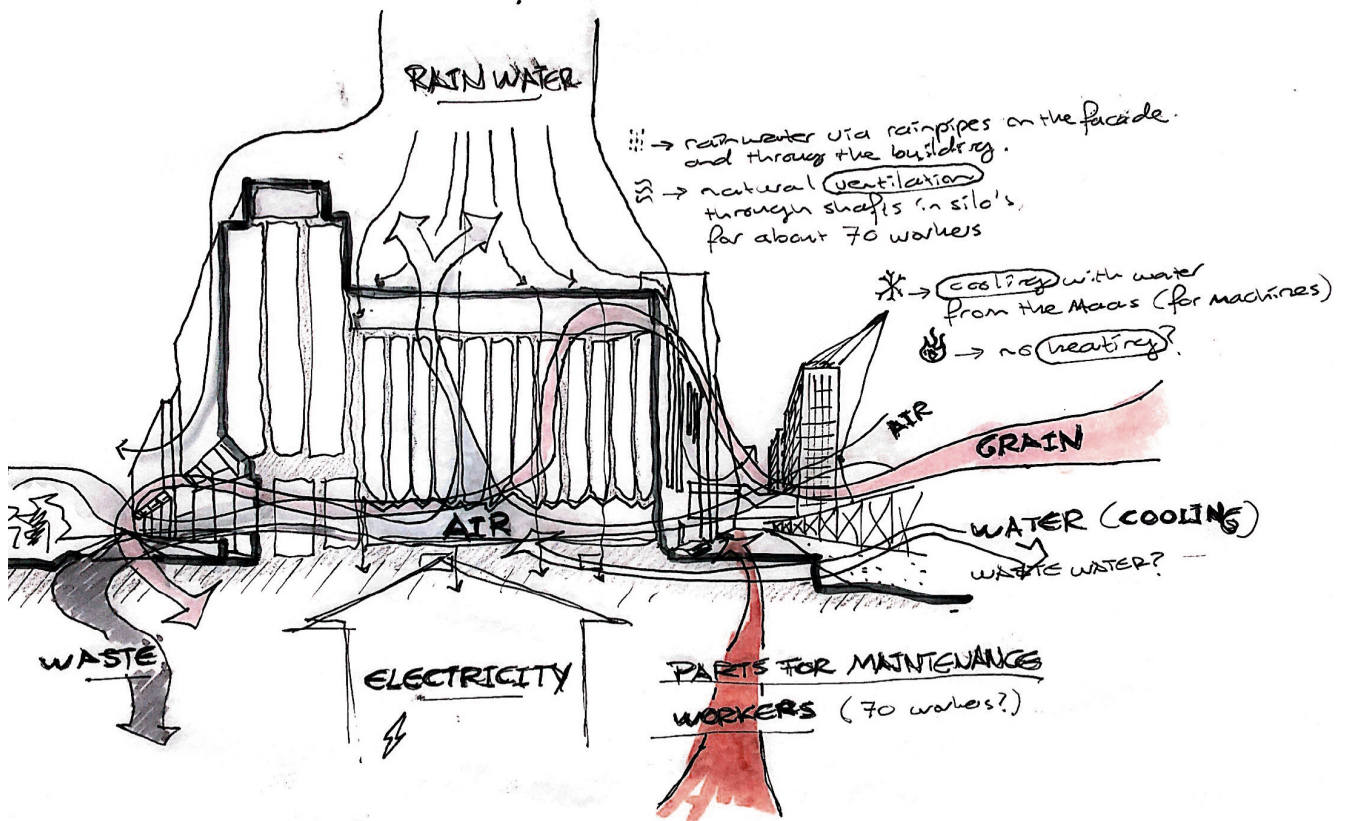 RAINWATER
→ rainwater via rainpipes on the facade.
and through the building.
→ natural ventilation
through shafts in silo's,
for about 70 workers
→ cooling with water
from the Maas (for machines)
→ no heating?
AIR
GRAIN
AIR
WATER (COOLING)
WASTE WATER?
WASTE
ELECTRICITY
PARTS FOR MAINTENANCE
WORKERS (70 workers?)